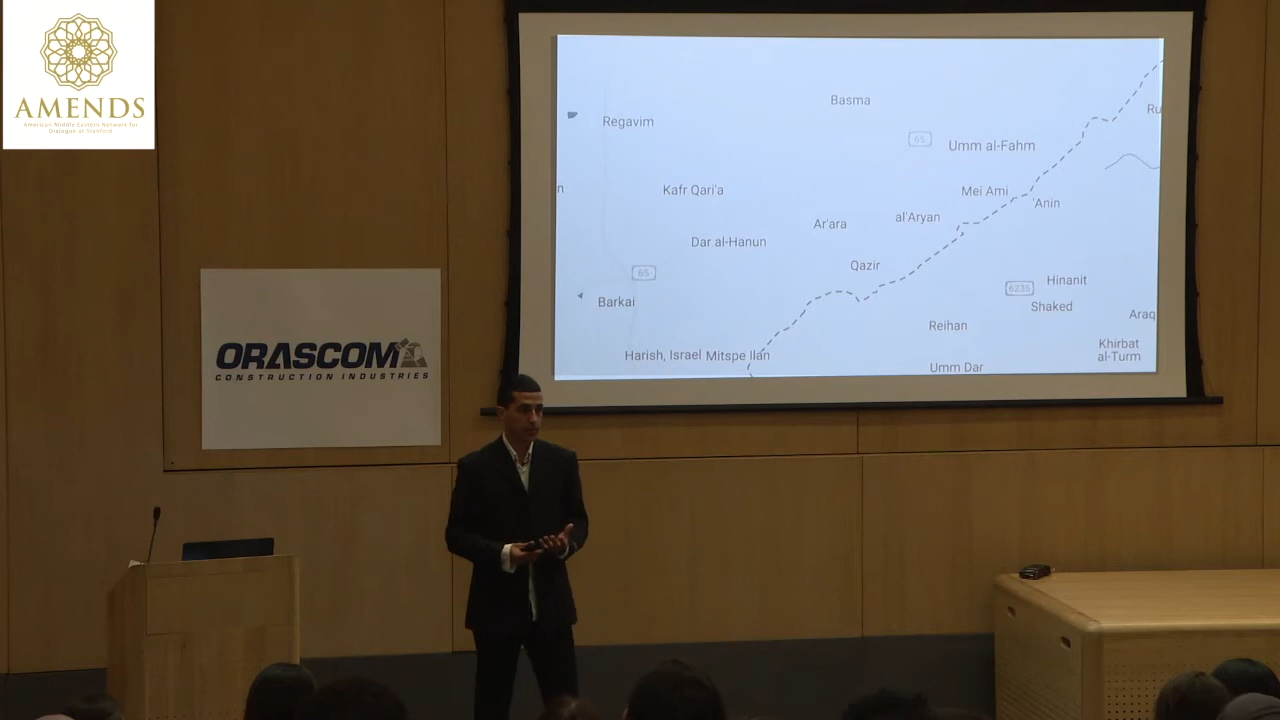 AMENDS
American Middle Eastern Network for
Dialogue at Stanford
ORASCOM
CONSTRUCTION INDUSTRIES
Basma
Ru
Regavim
65
Umm al-Fahm
n
Kafr Qari'a
Mei Ami
'Anin
Ar'ara
al'Aryan
Dar al-Hanun
Qazir
65
Hinanit
6235
Barkai
Shaked
Araq
Reihan
Khirbat
al-Turm
Harish, Israel
Mitspe Ilan
Umm Dar